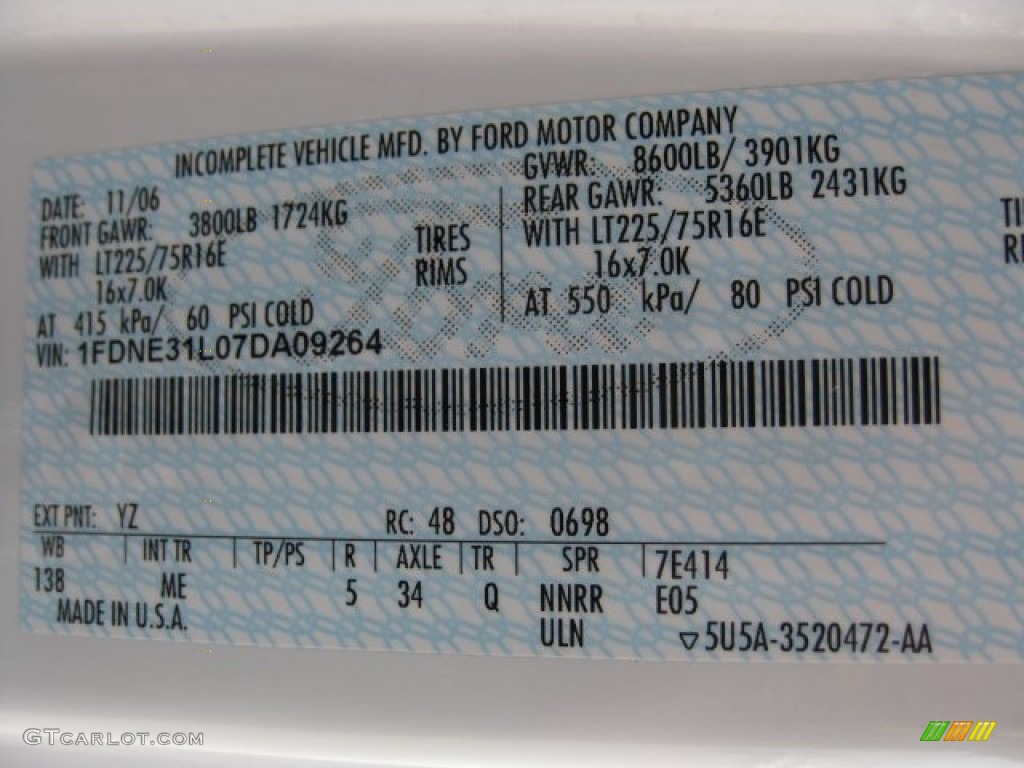 INCOMPLETE VEHICLE MFD. BY FORD MOTOR COMPANY
DATE: 11/06 GVWR: 8600LB/ 3901KG
FRONT GAWR: 3800LB 1724KG REAR GAWR: 5360LB 2431KG
WITH LT225/75R16E TIRES WITH LT225/75R16E
16x7.0K RIMS 16x7.0K
AT 415 kPa/ 60 PSI COLD AT 550 kPa/ 80 PSI COLD
VIN: 1FDNE31L07DA09264
EXT PNT: YZ RC: 48 DSO: 0698
WB INT TR TP/PS R AXLE TR SPR 7E414
138 ME 5 34 Q NNRR E05
MADE IN U.S.A. ULN ▽5U5A-3520472-AA
GTCARLOT.COM